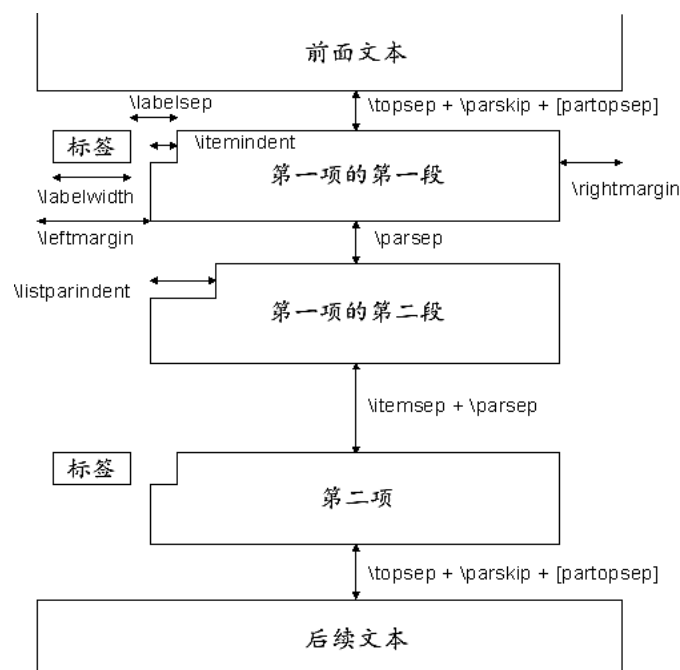 前面文本
\labelsep
\topsep + \parskip + [partopsep]
标签
\itemindent
第一项的第一段
\rightmargin
\labelwidth
\leftmargin
\parsep
\listparindent
第一项的第二段
\itemsep + \parsep
标签
第二项
\topsep + \parskip + [partopsep]
后续文本